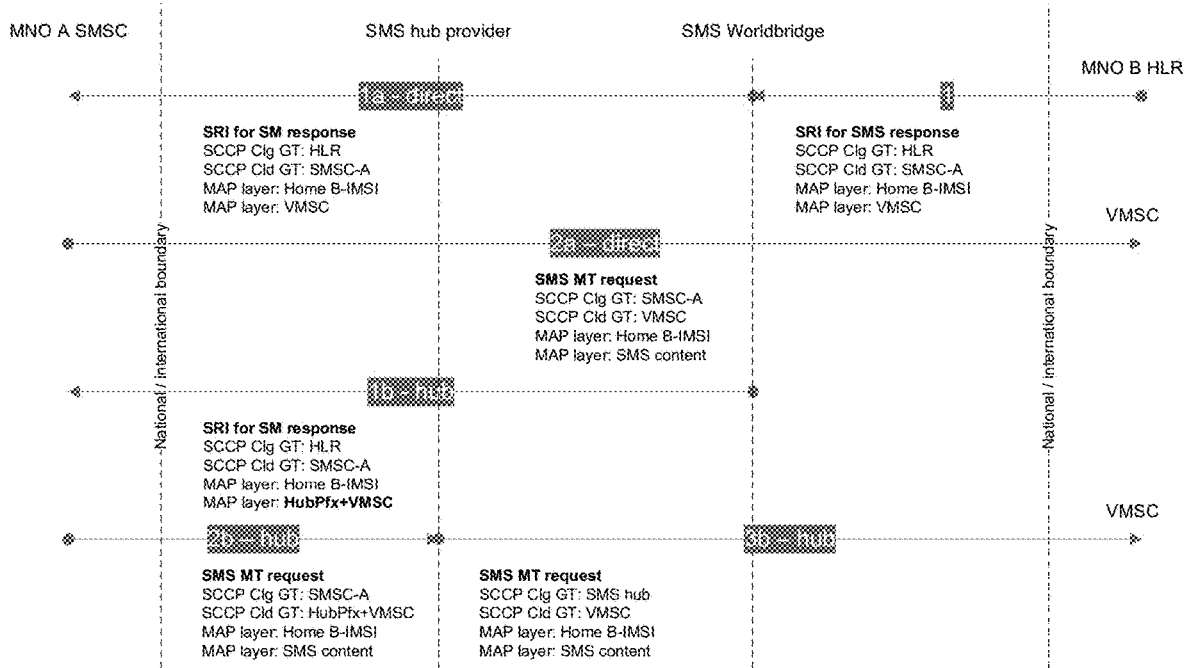 MNO A SMSC
SMS hub provider
SMS Worldbridge
MNO B HLR
1a – direct
1
SRI for SM response
SCCP Clg GT: HLR
SCCP Cld GT: SMSC-A
MAP layer: Home B-IMSI
MAP layer: VMSC
SRI for SMS response
SCCP Clg GT: HLR
SCCP Cld GT: SMSC-A
MAP layer: Home B-IMSI
MAP layer: VMSC
VMSC
2a – direct
National / international boundary
National / international boundary
SMS MT request
SCCP Clg GT: SMSC-A
SCCP Cld GT: VMSC
MAP layer: Home B-IMSI
MAP layer: SMS content
1b – hub
SRI for SM response
SCCP Clg GT: HLR
SCCP Cld GT: SMSC-A
MAP layer: Home B-IMSI
MAP layer: HubPfx+VMSC
VMSC
2b – hub
3b – hub
SMS MT request
SCCP Clg GT: SMSC-A
SCCP Cld GT: HubPfx+VMSC
MAP layer: Home B-IMSI
MAP layer: SMS content
SMS MT request
SCCP Clg GT: SMS hub
SCCP Cld GT: VMSC
MAP layer: Home B-IMSI
MAP layer: SMS content